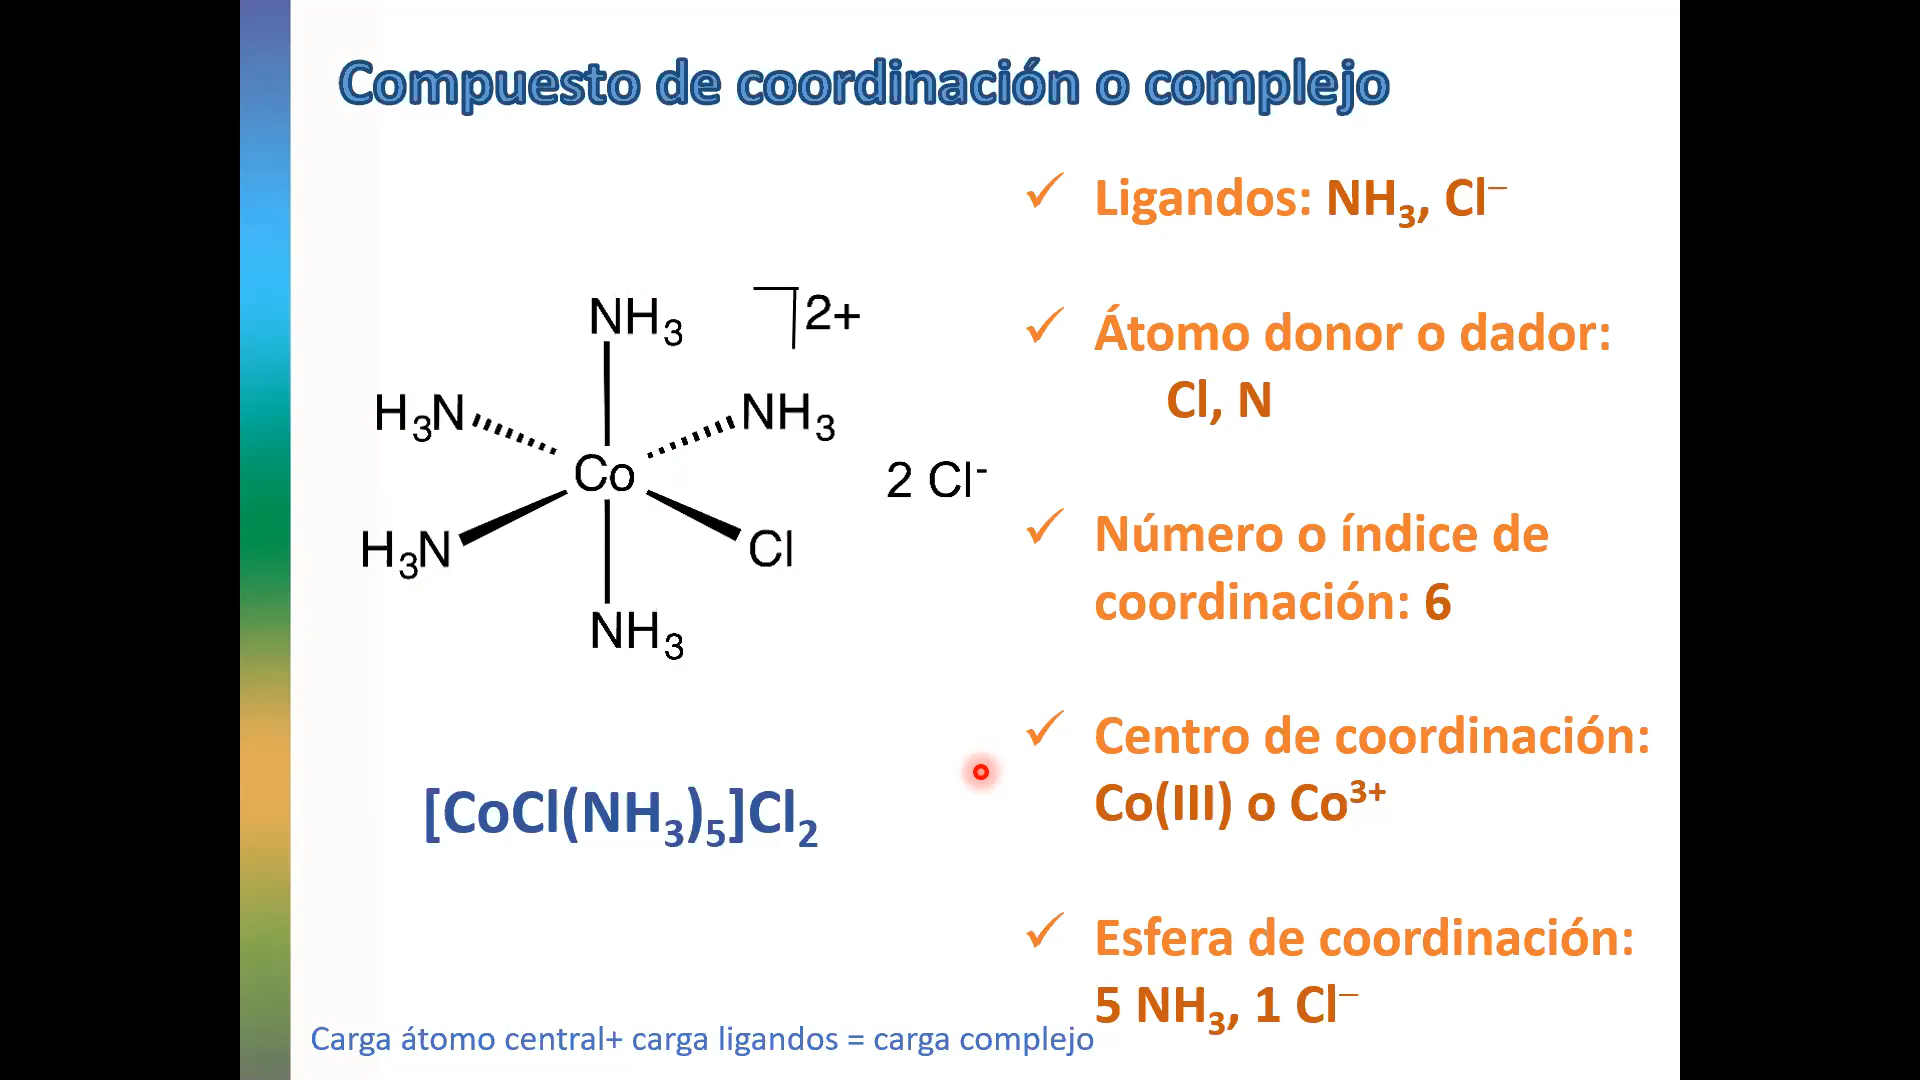 Compuesto de coordinación o complejo
✓ Ligandos: NH₃, Cl⁻
✓ Átomo donor o dador:
Cl, N
✓ Número o índice de
coordinación: 6
✓ Centro de coordinación:
Co(III) o Co³⁺
✓ Esfera de coordinación:
5 NH₃, 1 Cl⁻
NH₃
2+
H₃N
NH₃
Co
2 Cl⁻
H₃N
Cl
NH₃
[CoCl(NH₃)₅]Cl₂
Carga átomo central+ carga ligandos = carga complejo